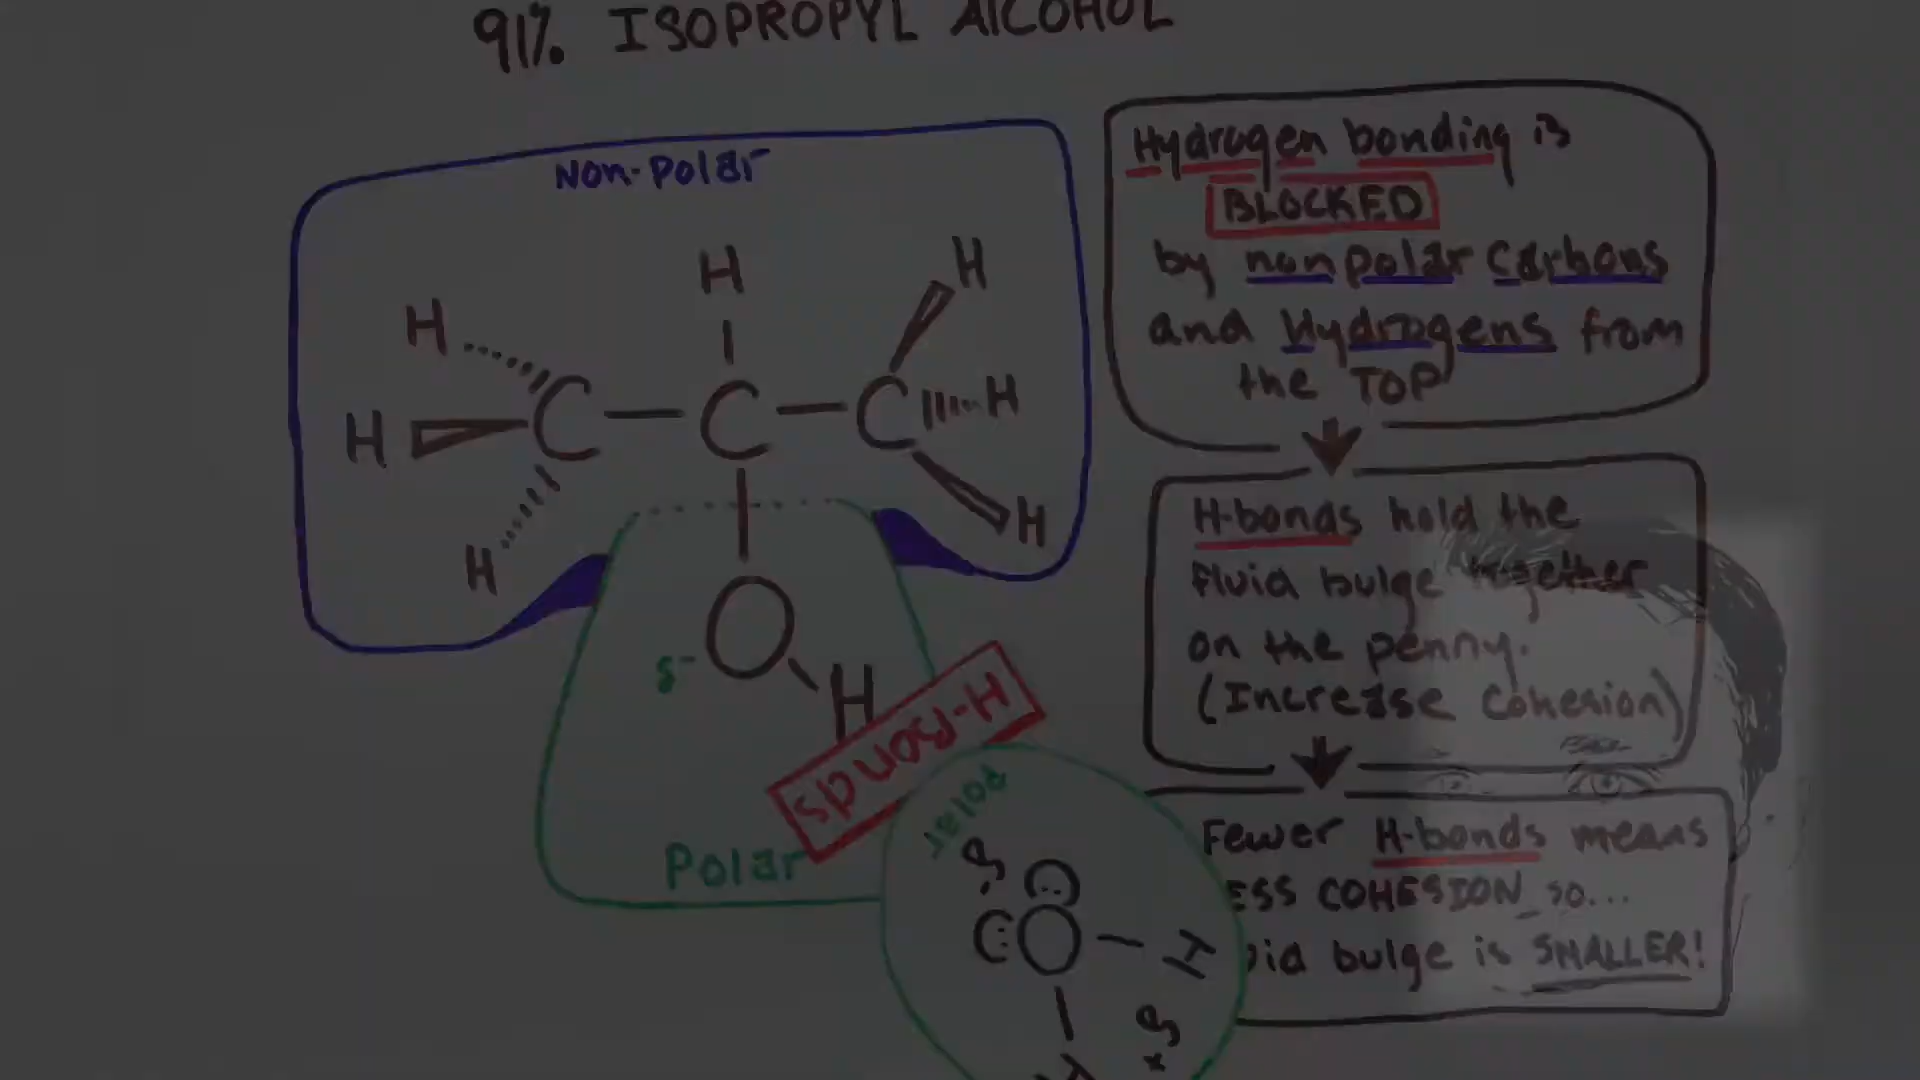 91% ISOPROPYL ALCOHOL
Non-polar
H
H
H
H
C
C
C
H
H
H
H
O
δ-
H
H-Bonds
Polar
Polar
δ-
O
H
δ+
Hydrogen bonding is
BLOCKED
by nonpolar carbons
and Hydrogens from
the TOP
H-bonds hold the
fluid bulge together
on the penny.
(Increase cohesion)
Fewer H-bonds means
ESS COHESION so...
bulge is SMALLER!